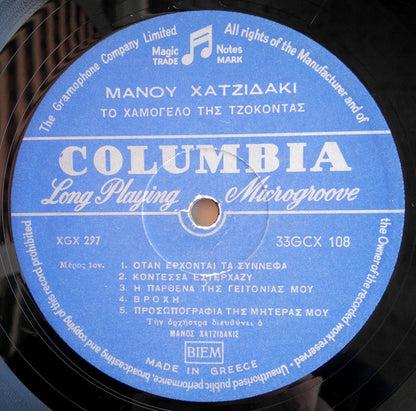 The Gramophone Company Limited
All rights of the Manufacturer and of
Magic Notes
TRADE MARK
ΜΑΝΟΥ ΧΑΤΖΙΔΑΚΙ
ΤΟ ΧΑΜΟΓΕΛΟ ΤΗΣ ΤΖΟΚΟΝΤΑΣ
COLUMBIA
Long Playing Microgroove
XGX 297
33GCX 108
Μέρος 1ον.
1. ΟΤΑΝ ΕΡΧΟΝΤΑΙ ΤΑ ΣΥΝΝΕΦΑ
2. ΚΟΝΤΕΣΣΑ ΕΣΤΕΡΧΑΖΥ
3. Η ΠΑΡΘΕΝΑ ΤΗΣ ΓΕΙΤΟΝΙΑΣ ΜΟΥ
4. ΒΡΟΧΗ
5. ΠΡΟΣΩΠΟΓΡΑΦΙΑ ΤΗΣ ΜΗΤΕΡΑΣ ΜΟΥ
Τὴν ὀρχήστρα διευθύνει ὁ
ΜΑΝΟΣ ΧΑΤΖΙΔΑΚΙΣ
BIEM
MADE IN GREECE
the Owner of the recorded work reserved. Unauthorised public performance, broadcasting and copying of this record prohibited